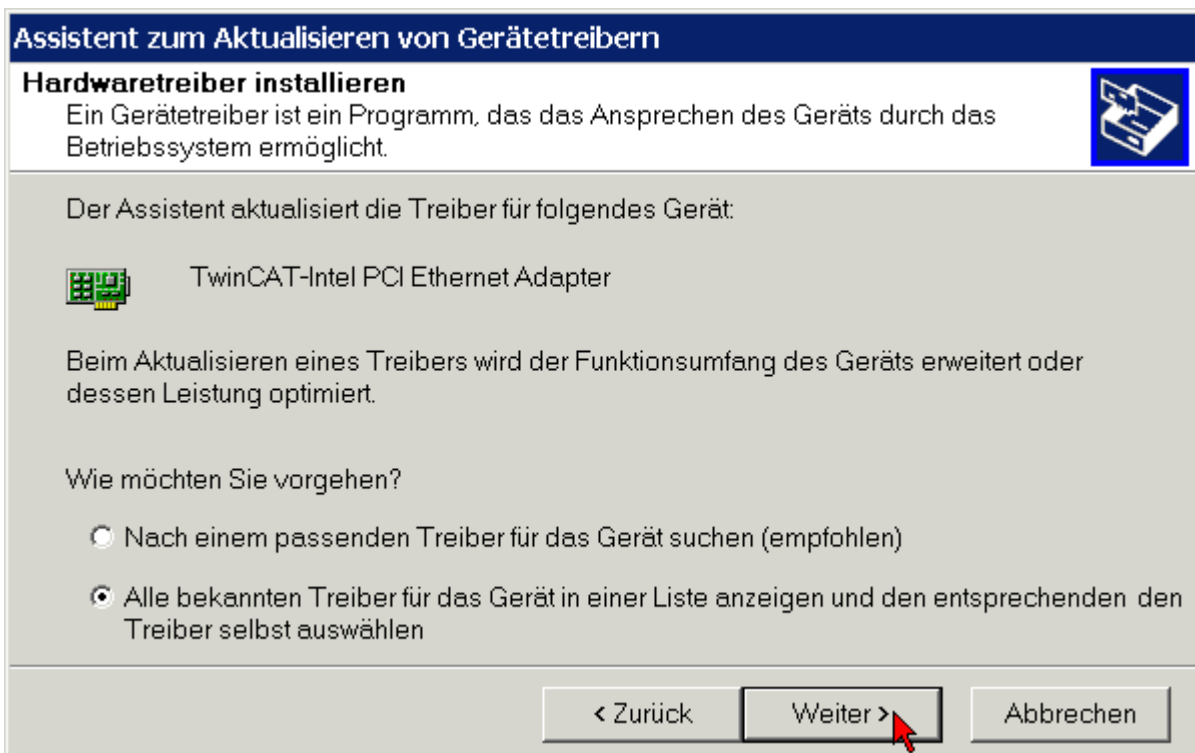 Assistent zum Aktualisieren von Gerätetreibern
Hardwaretreiber installieren
Ein Gerätetreiber ist ein Programm, das das Ansprechen des Geräts durch das
Betriebssystem ermöglicht.
Der Assistent aktualisiert die Treiber für folgendes Gerät:
TwinCAT-Intel PCI Ethernet Adapter
Beim Aktualisieren eines Treibers wird der Funktionsumfang des Geräts erweitert oder
dessen Leistung optimiert.
Wie möchten Sie vorgehen?
Nach einem passenden Treiber für das Gerät suchen (empfohlen)
Alle bekannten Treiber für das Gerät in einer Liste anzeigen und den entsprechenden den
Treiber selbst auswählen
< Zurück Weiter > Abbrechen